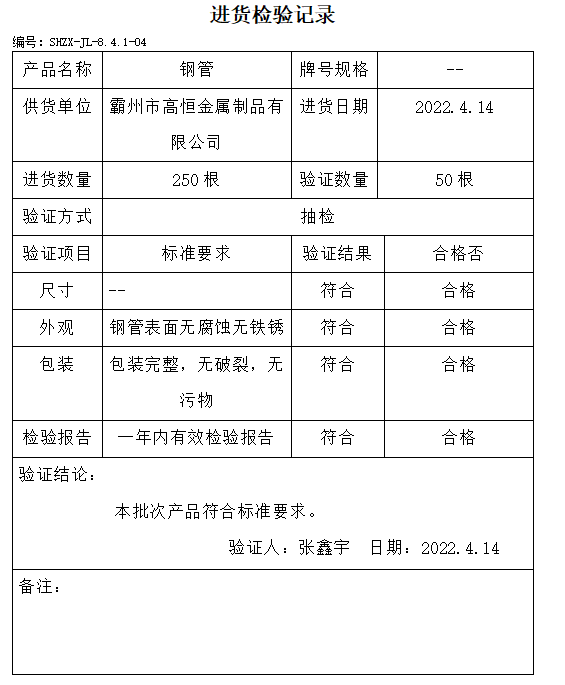 进货检验记录
编号：SHZX-JL-8.4.1-04
产品名称 钢管 牌号规格 --
供货单位 霸州市高恒金属制品有 进货日期 2022.4.14
限公司
进货数量 250 根 验证数量 50 根
验证方式 抽检
验证项目 标准要求 验证结果 合格否
尺寸 -- 符合 合格
外观 钢管表面无腐蚀无铁锈 符合 合格
包装 包装完整，无破裂，无 符合 合格
污物
检验报告 一年内有效检验报告 符合 合格
验证结论：
本批次产品符合标准要求。
验证人：张鑫宇 日期：2022.4.14
备注：